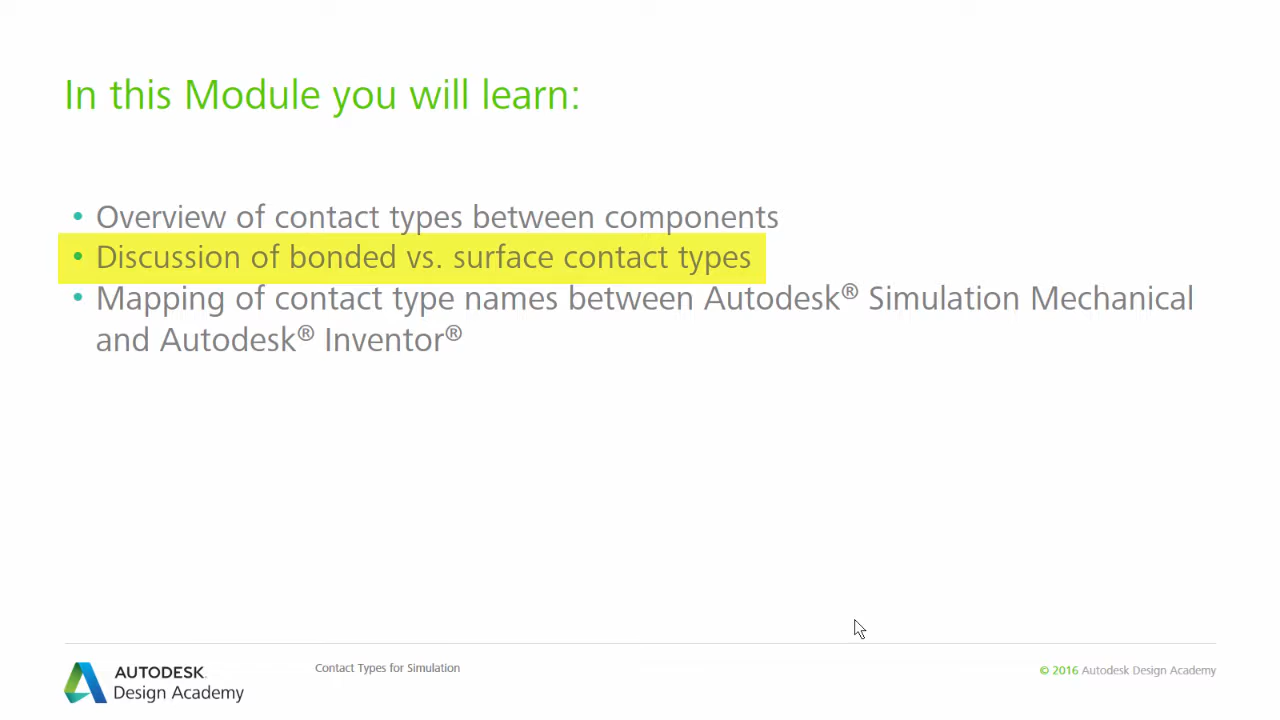 In this Module you will learn:
• Overview of contact types between components
• Discussion of bonded vs. surface contact types
• Mapping of contact type names between Autodesk® Simulation Mechanical
and Autodesk® Inventor®
AUTODESK.
Design Academy
Contact Types for Simulation
© 2016 Autodesk Design Academy